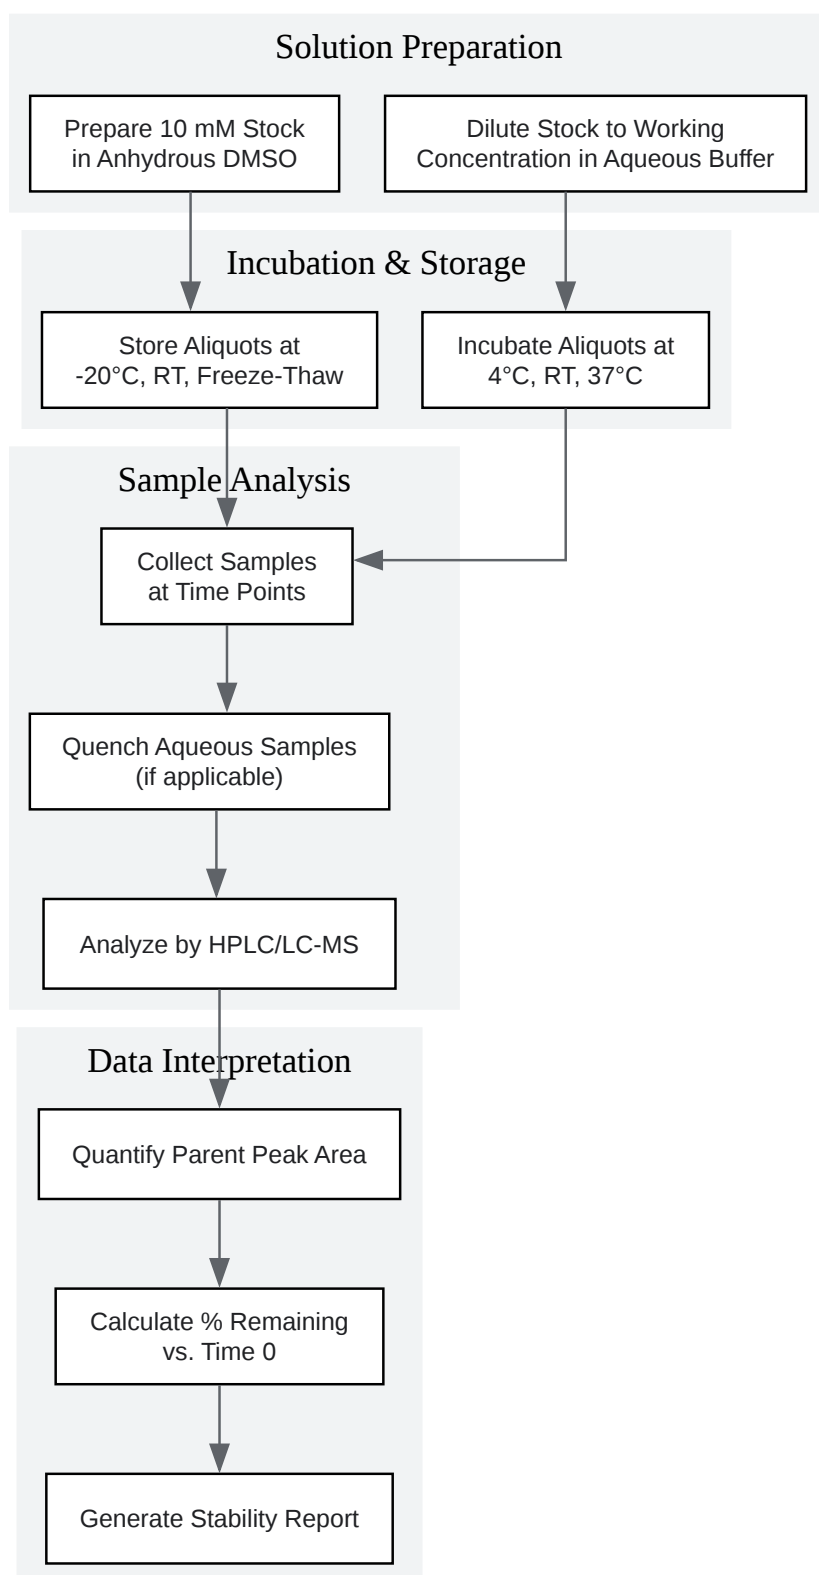 Solution Preparation
Prepare 10 mM Stock
in Anhydrous DMSO
Dilute Stock to Working
Concentration in Aqueous Buffer
Incubation & Storage
Store Aliquots at
-20°C, RT, Freeze-Thaw
Incubate Aliquots at
4°C, RT, 37°C
Sample Analysis
Collect Samples
at Time Points
Quench Aqueous Samples
(if applicable)
Analyze by HPLC/LC-MS
Data Interpretation
Quantify Parent Peak Area
Calculate % Remaining
vs. Time 0
Generate Stability Report